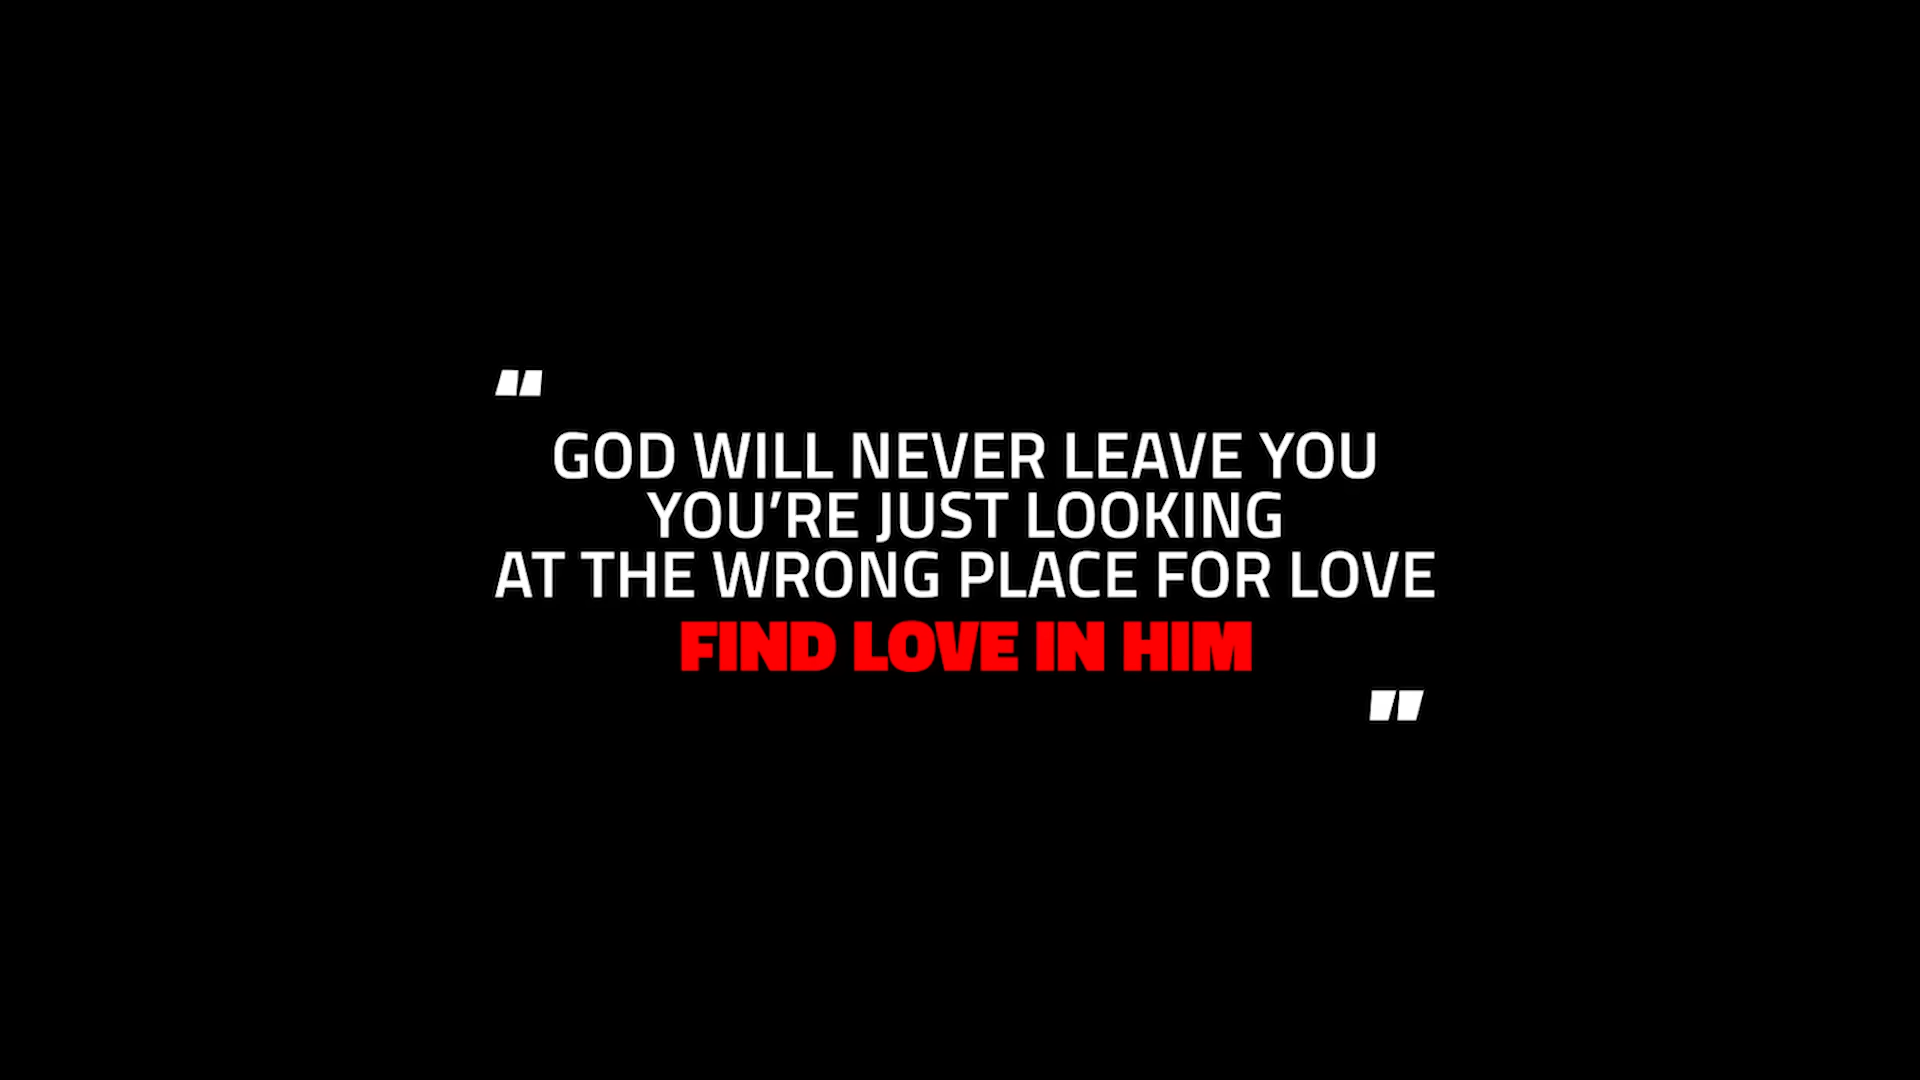 “
GOD WILL NEVER LEAVE YOU
YOU’RE JUST LOOKING
AT THE WRONG PLACE FOR LOVE
FIND LOVE IN HIM
”